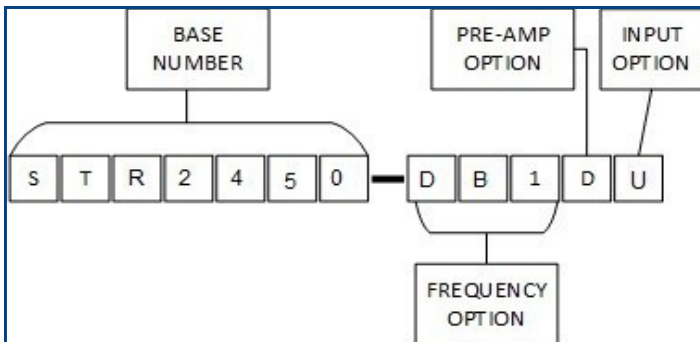 BASE
NUMBER
PRE-AMP
OPTION
INPUT
OPTION
S T R 2 4 5 0 - D B 1 D U
FREQUENCY
OPTION